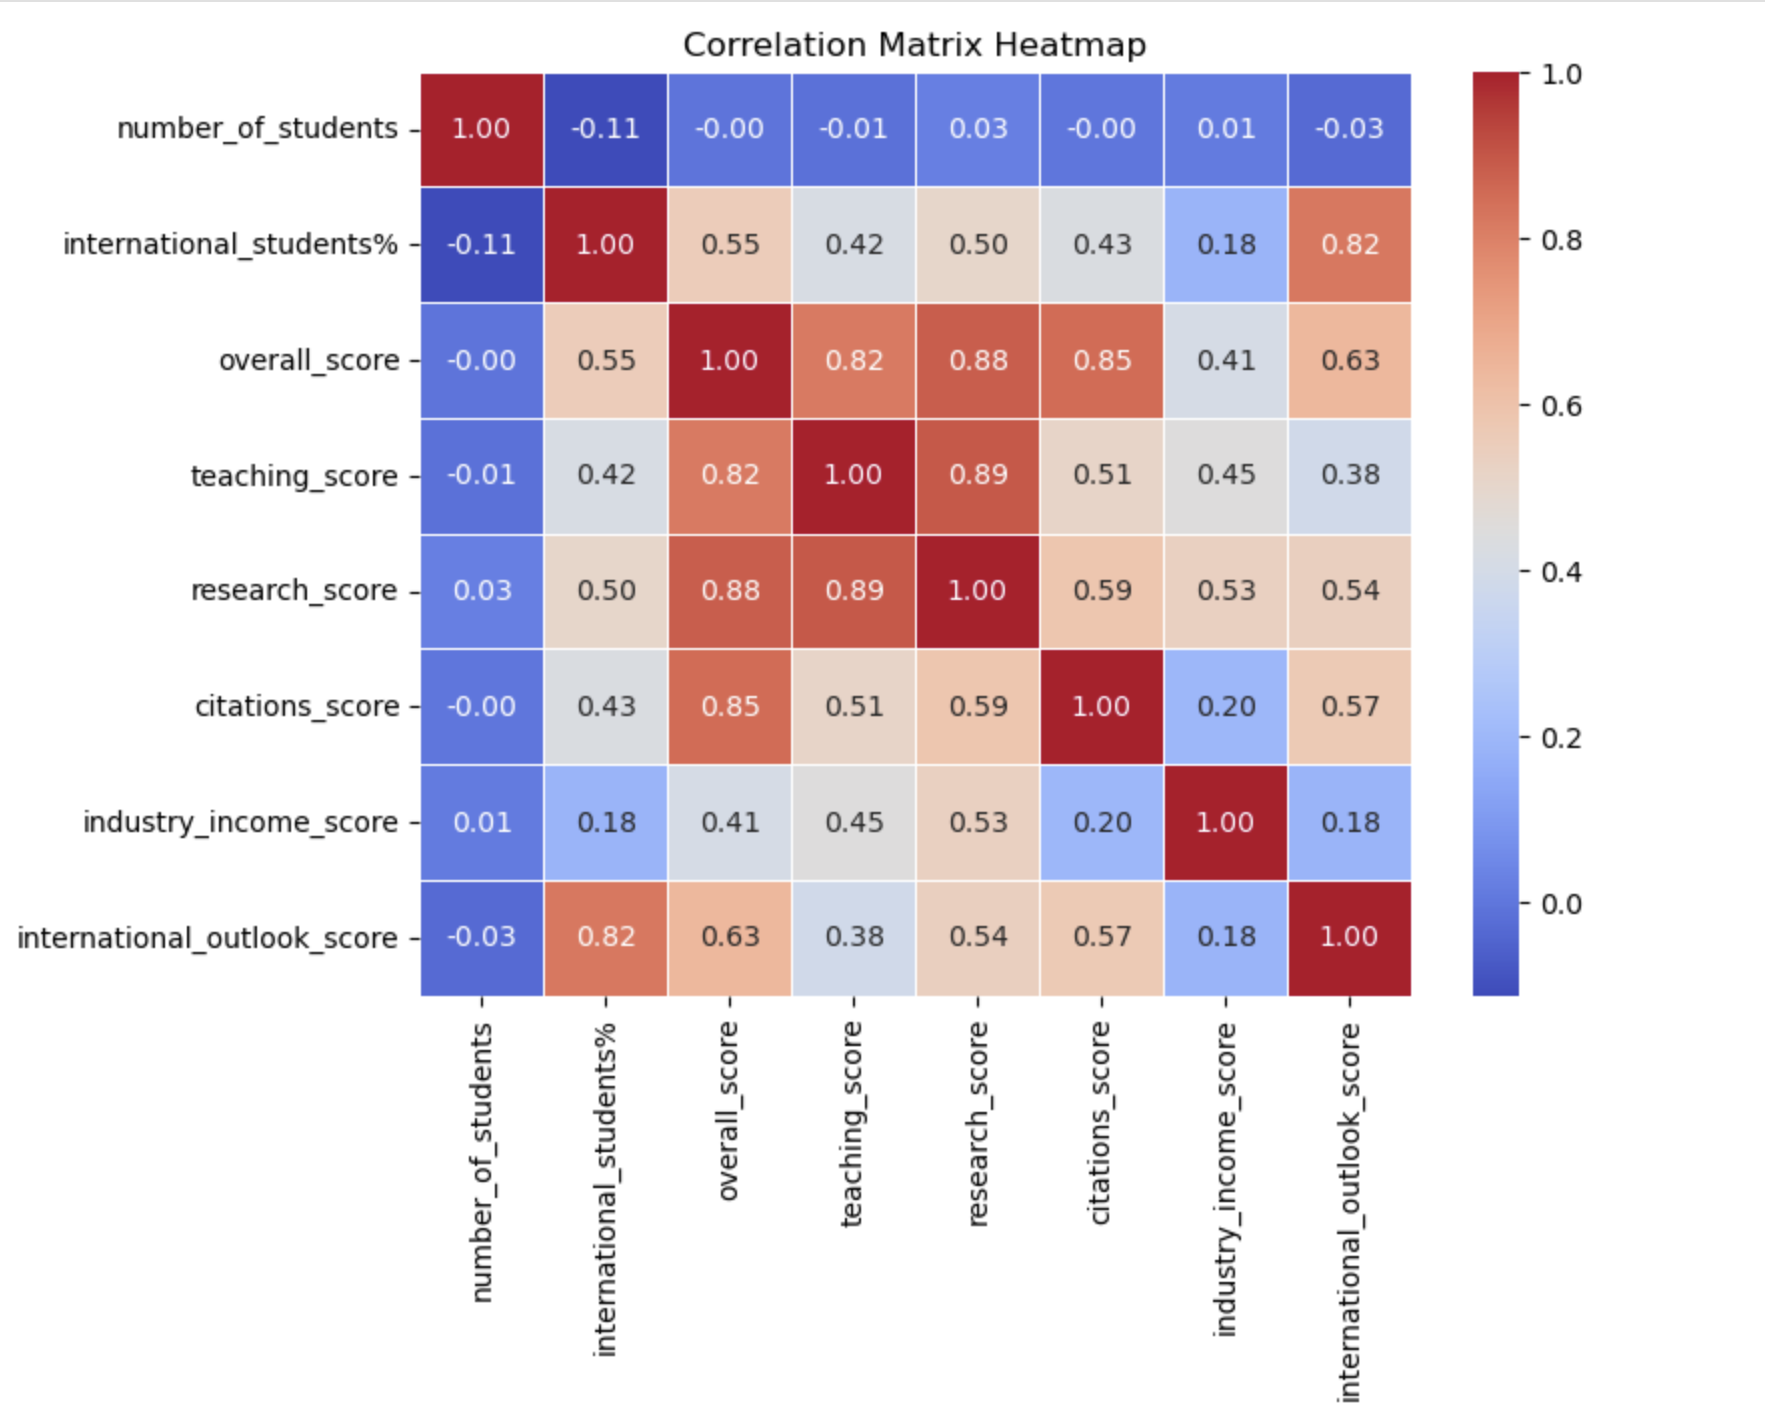 Correlation Matrix Heatmap
number_of_students 1.00 -0.11 -0.00 -0.01 0.03 -0.00 0.01 -0.03
international_students% -0.11 1.00 0.55 0.42 0.50 0.43 0.18 0.82
overall_score -0.00 0.55 1.00 0.82 0.88 0.85 0.41 0.63
teaching_score -0.01 0.42 0.82 1.00 0.89 0.51 0.45 0.38
research_score 0.03 0.50 0.88 0.89 1.00 0.59 0.53 0.54
citations_score -0.00 0.43 0.85 0.51 0.59 1.00 0.20 0.57
industry_income_score 0.01 0.18 0.41 0.45 0.53 0.20 1.00 0.18
international_outlook_score -0.03 0.82 0.63 0.38 0.54 0.57 0.18 1.00
number_of_students
international_students%
overall_score
teaching_score
research_score
citations_score
industry_income_score
international_outlook_score
1.0
0.8
0.6
0.4
0.2
0.0